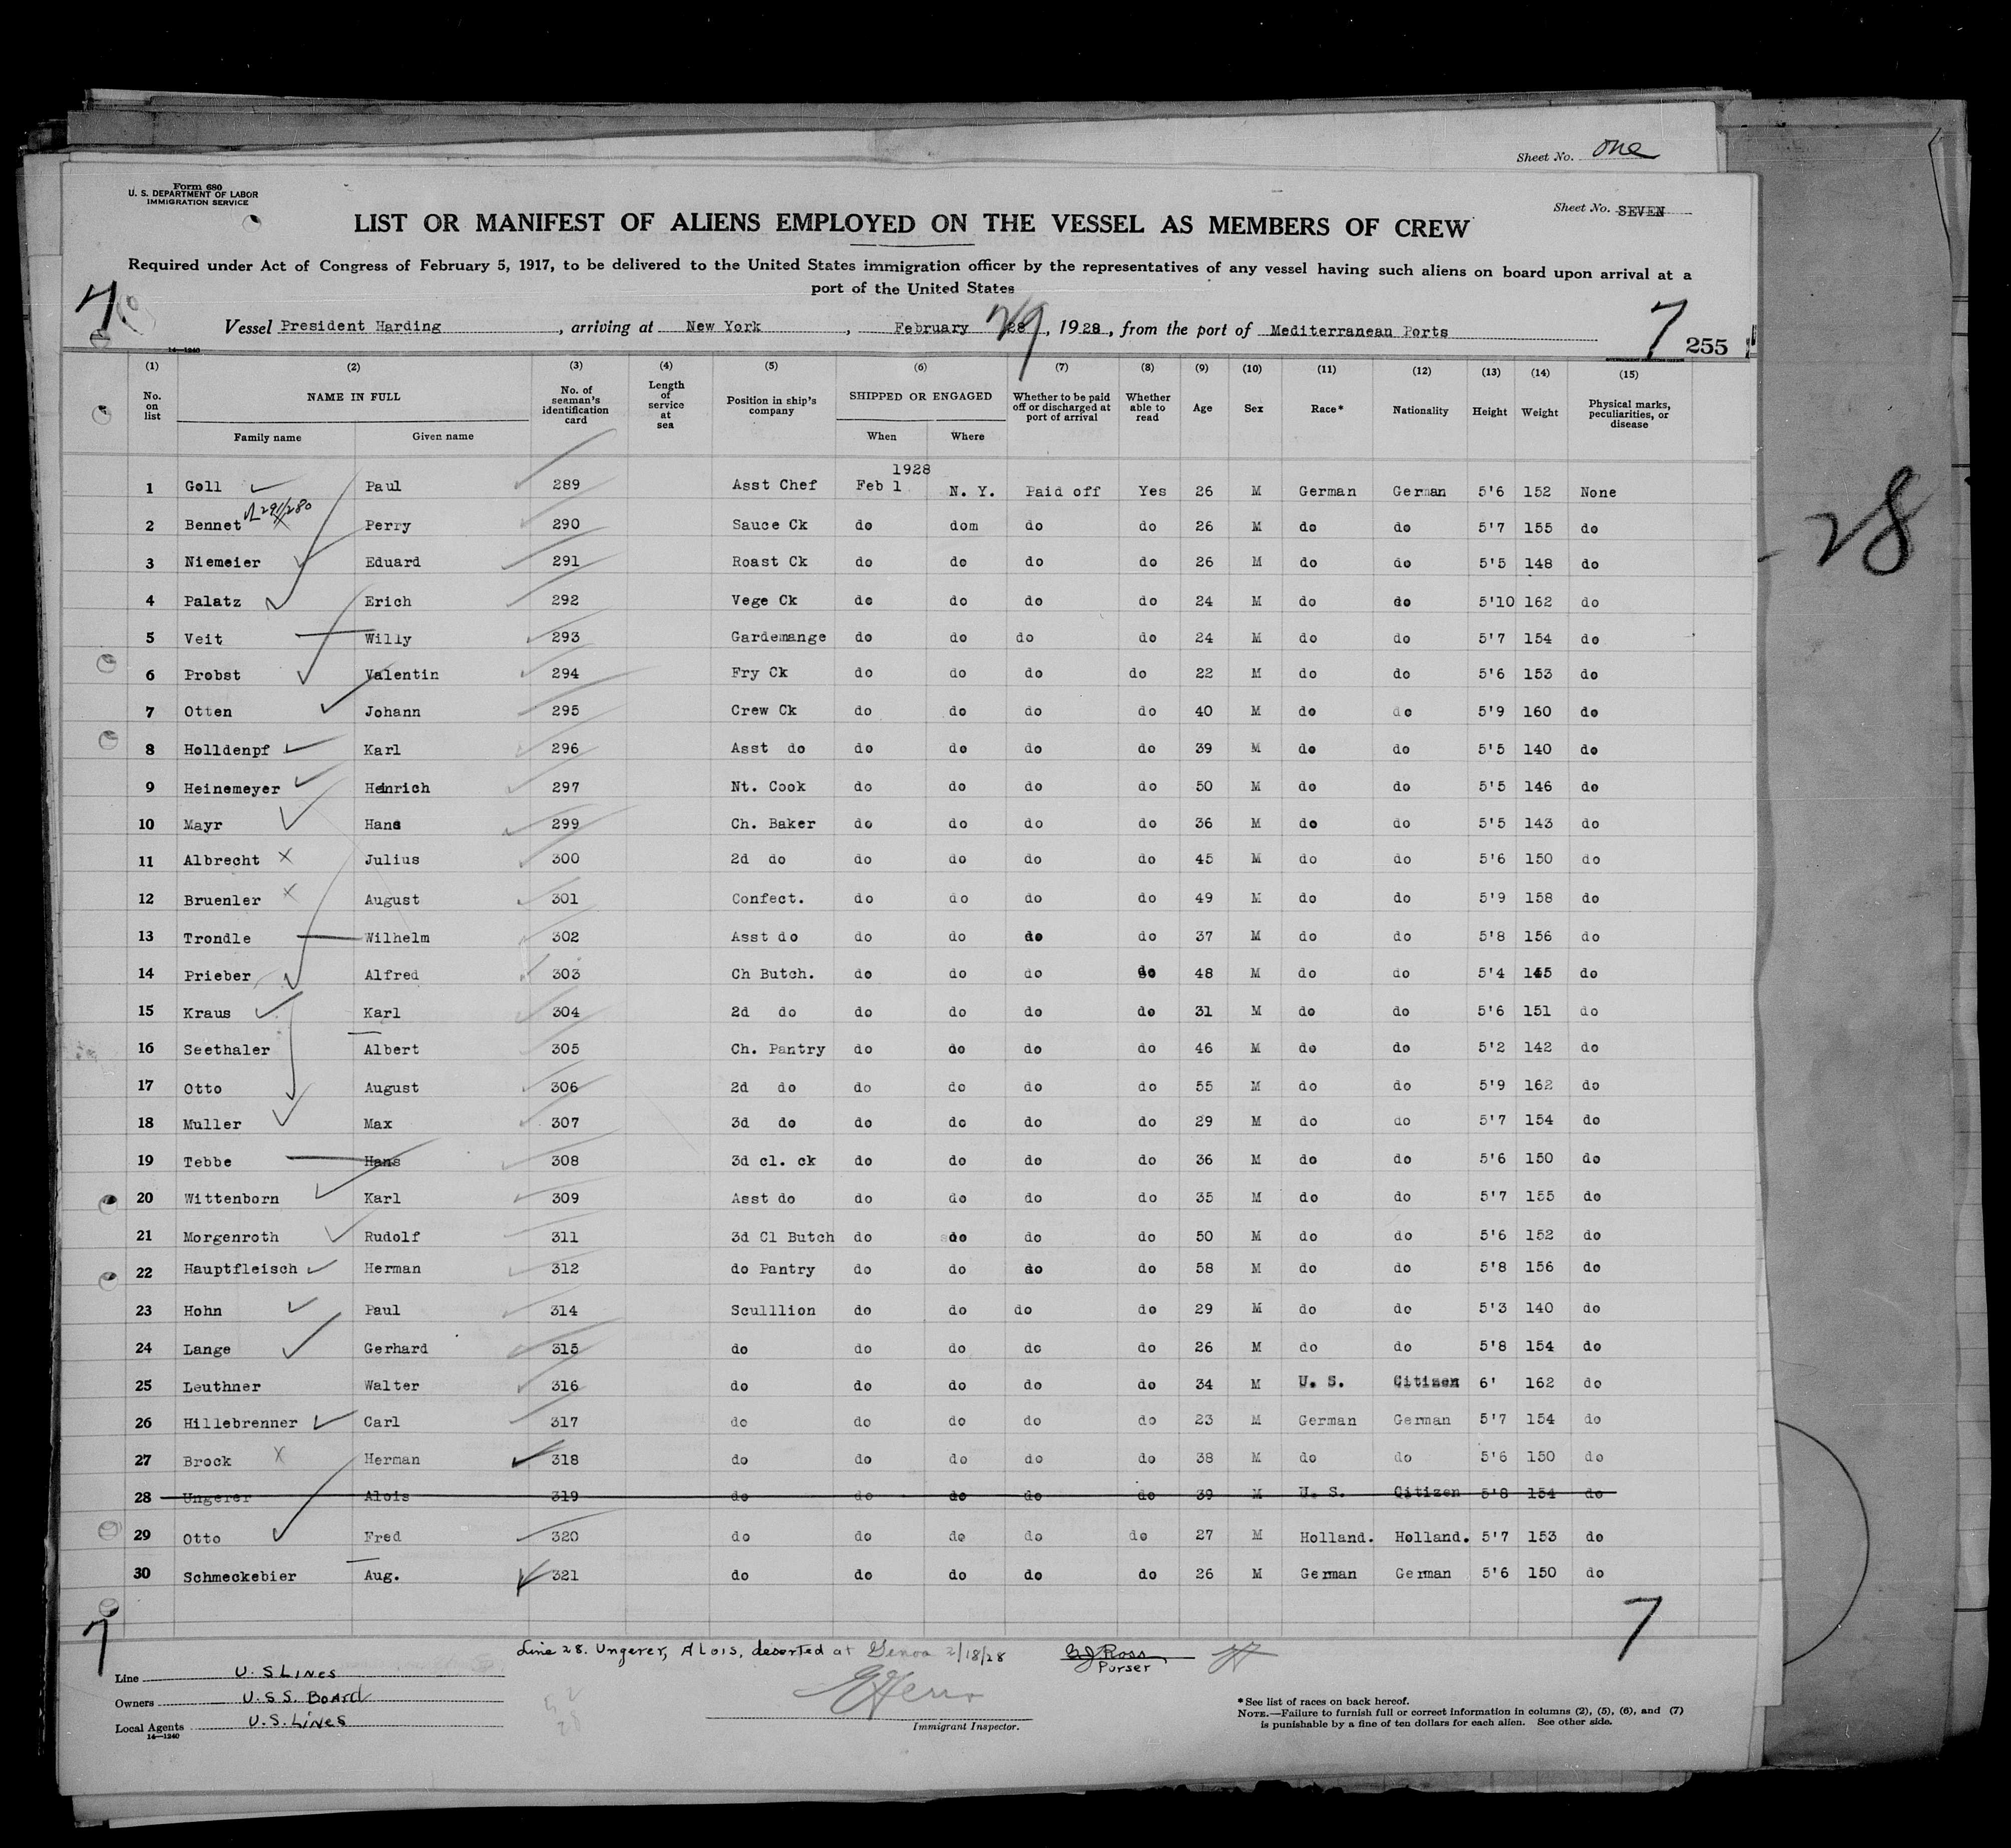 Sheet No. one
Form 680
U. S. DEPARTMENT OF LABOR
IMMIGRATION SERVICE
Sheet No. SEVEN
LIST OR MANIFEST OF ALIENS EMPLOYED ON THE VESSEL AS MEMBERS OF CREW
Required under Act of Congress of February 5, 1917, to be delivered to the United States immigration officer by the representatives of any vessel having such aliens on board upon arrival at a
port of the United States
7 7
Vessel President Harding, arriving at New York, February 28 29, 1928, from the port of Mediterranean Ports
255
14—1240
(1) (2) (3) (4) (5) (6) (7) (8) (9) (10) (11) (12) (13) (14) (15)
No. on list NAME IN FULL Family name Given name No. of seaman's identification card Length of service at sea Position in ship's company SHIPPED OR ENGAGED When Where Whether to be paid off or discharged at port of arrival Whether able to read Age Sex Race* Nationality Height Weight Physical marks, peculiarities, or disease
1928
1 Goll Paul 289 Asst Chef Feb 1 N. Y. Paid off Yes 26 M German German 5'6 152 None
2 Bennet Perry 290 Sauce Ck do dom do do 26 M do do 5'7 155 do
3 Niemeier Eduard 291 Roast Ck do do do do 26 M do do 5'5 148 do
4 Palatz Erich 292 Vege Ck do do do do 24 M do do 5'10 162 do
5 Veit Willy 293 Gardemange do do do do 24 M do do 5'7 154 do
6 Probst Valentin 294 Fry Ck do do do do 22 M do do 5'6 153 do
7 Otten Johann 295 Crew Ck do do do do 40 M do do 5'9 160 do
8 Holldenpf Karl 296 Asst do do do do do 39 M do do 5'5 140 do
9 Heinemeyer Heinrich 297 Nt. Cook do do do do 50 M do do 5'5 146 do
10 Mayr Hans 299 Ch. Baker do do do do 36 M do do 5'5 143 do
11 Albrecht Julius 300 2d do do do do do 45 M do do 5'6 150 do
12 Bruenler August 301 Confect. do do do do 49 M do do 5'9 158 do
13 Trondle Wilhelm 302 Asst do do do do do 37 M do do 5'8 156 do
14 Prieber Alfred 303 Ch Butch. do do do do 48 M do do 5'4 145 do
15 Kraus Karl 304 2d do do do do do 31 M do do 5'6 151 do
16 Seethaler Albert 305 Ch. Pantry do do do do 46 M do do 5'2 142 do
17 Otto August 306 2d do do do do do 55 M do do 5'9 162 do
18 Muller Max 307 3d do do do do do 29 M do do 5'7 154 do
19 Tebbe Hans 308 3d cl. ck do do do do 36 M do do 5'6 150 do
20 Wittenborn Karl 309 Asst do do do do do 35 M do do 5'7 155 do
21 Morgenroth Rudolf 311 3d Cl Butch do do do do 50 M do do 5'6 152 do
22 Hauptfleisch Herman 312 do Pantry do do do do 58 M do do 5'8 156 do
23 Hohn Paul 314 Sculllion do do do do 29 M do do 5'3 140 do
24 Lange Gerhard 315 do do do do do 26 M do do 5'8 154 do
25 Leuthner Walter 316 do do do do do 34 M U. S. Citizen 6' 162 do
26 Hillebrenner Carl 317 do do do do do 23 M German German 5'7 154 do
27 Brock Herman 318 do do do do do 38 M do do 5'6 150 do
28 Ungerer Alois 319 do do do do do 39 M U. S. Citizen 5'8 154 do
29 Otto Fred 320 do do do do do 27 M Holland. Holland. 5'7 153 do
30 Schmeckebier Aug. 321 do do do do do 26 M German German 5'6 150 do
7 7
Line 28. Ungerer, Alois, deserted at Genoa 2/18/28
Ross
Purser
Line U.S Lines
Owners U.S.S. Board
Local Agents U.S. Lines
14—1240
Immigrant Inspector.
*See list of races on back hereof.
NOTE.—Failure to furnish full or correct information in columns (2), (5), (6), and (7)
is punishable by a fine of ten dollars for each alien. See other side.
28